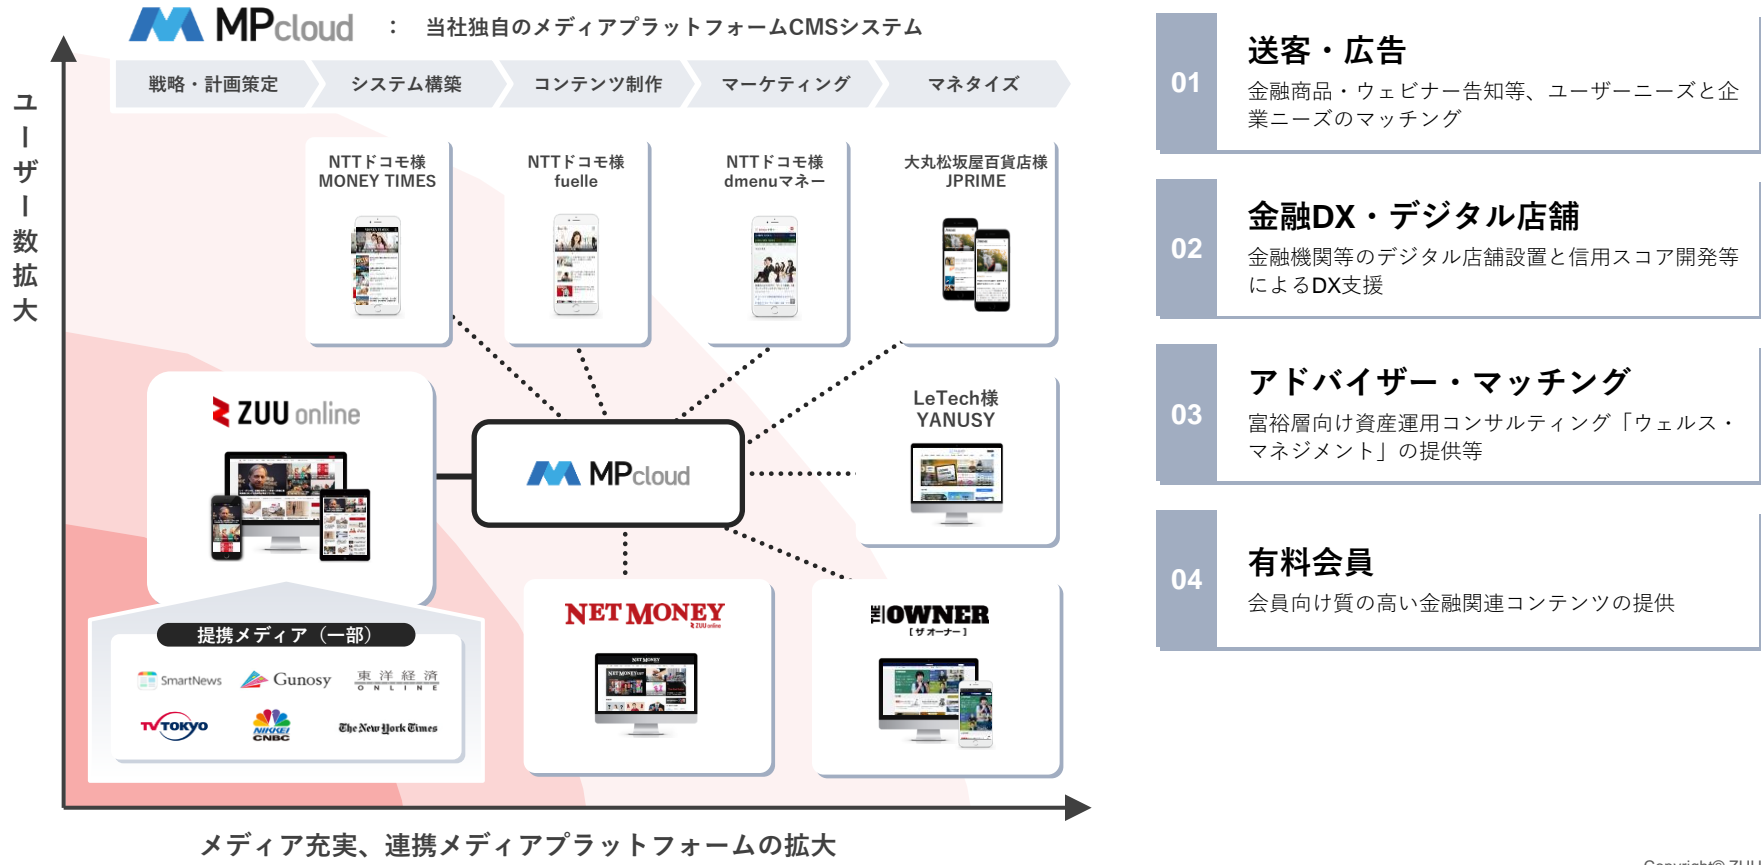 MPcloud ： 当社独自のメディアプラットフォームCMSシステム
戦略・計画策定
システム構築
コンテンツ制作
マーケティング
マネタイズ
ユーザー数拡大
NTTドコモ様
MONEY TIMES
NTTドコモ様
fuelle
NTTドコモ様
dmenuマネー
大丸松坂屋百貨店様
JPRIME
ZUU online
MPcloud
LeTech様
YANUSY
提携メディア（一部）
SmartNews
Gunosy
東洋経済
ONLINE
TV TOKYO
NIKKEI
CNBC
The New York Times
NET MONEY
ZUU online
THE OWNER
[ ザ オーナー ]
メディア充実、連携メディアプラットフォームの拡大
01
送客・広告
金融商品・ウェビナー告知等、ユーザーニーズと企
業ニーズのマッチング
02
金融DX・デジタル店舗
金融機関等のデジタル店舗設置と信用スコア開発等
によるDX支援
03
アドバイザー・マッチング
富裕層向け資産運用コンサルティング「ウェルス・
マネジメント」の提供等
04
有料会員
会員向け質の高い金融関連コンテンツの提供
Copyright© ZUU